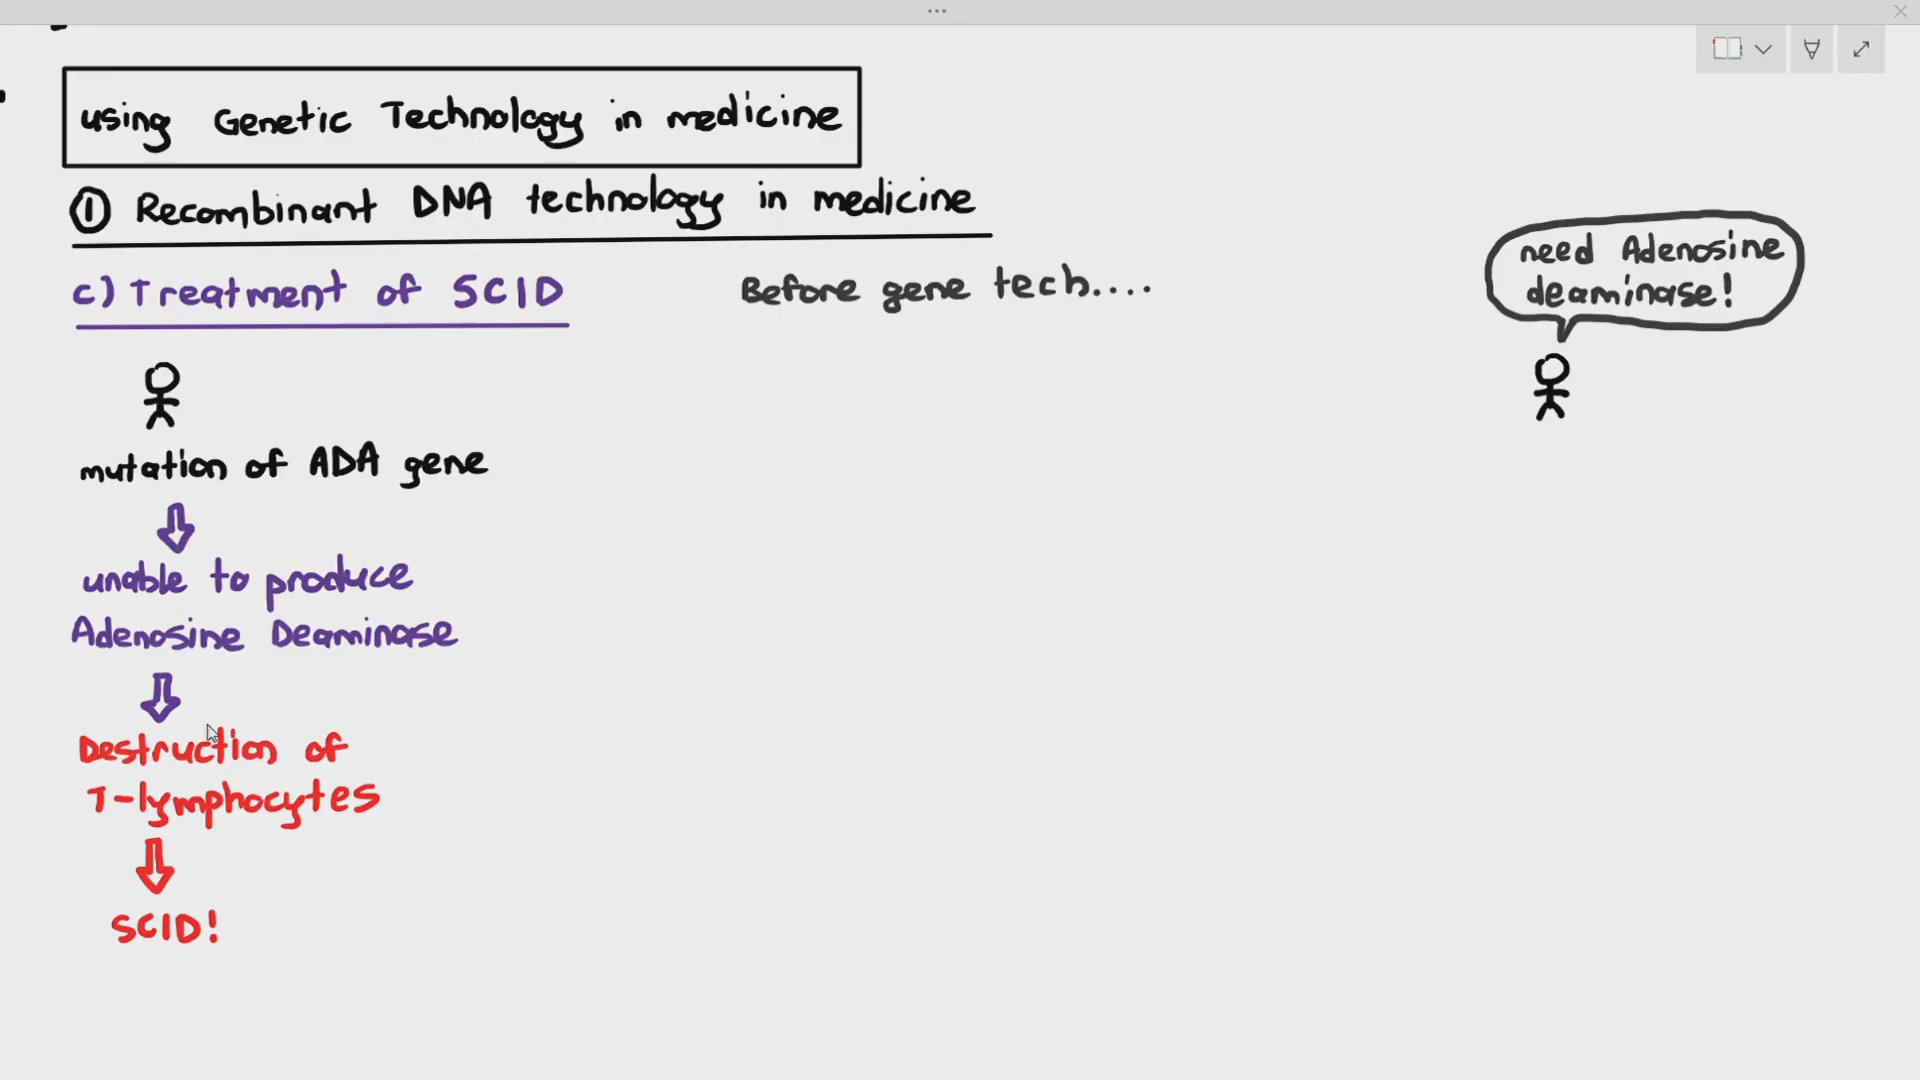 using Genetic Technology in medicine
① Recombinant DNA technology in medicine
c) Treatment of SCID
Before gene tech....
need Adenosine
deaminase!
mutation of ADA gene
unable to produce
Adenosine Deaminase
Destruction of
T-lymphocytes
SCID!